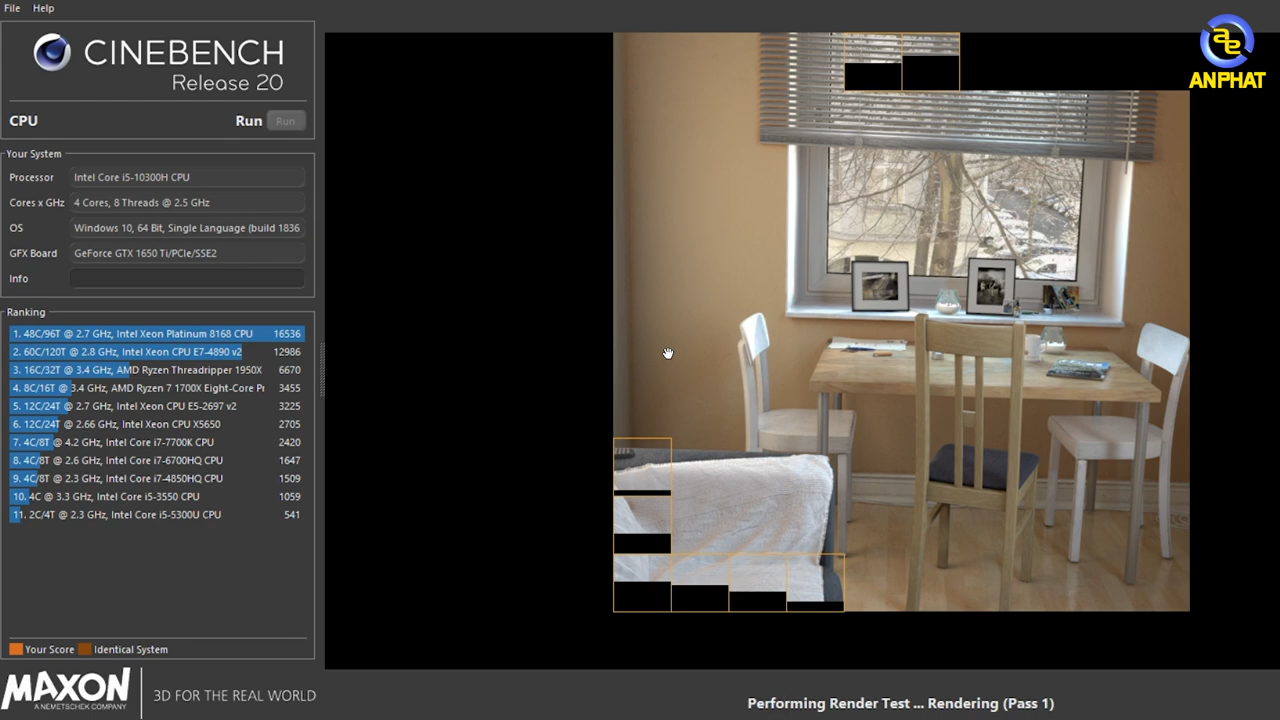 File Help
CINEBENCH
Release 20
CPU Run Run
Your System
Processor Intel Core i5-10300H CPU
Cores x GHz 4 Cores, 8 Threads @ 2.5 GHz
OS Windows 10, 64 Bit, Single Language (build 1836
GFX Board GeForce GTX 1650 Ti/PCIe/SSE2
Info
Ranking
1. 48C/96T @ 2.7 GHz, Intel Xeon Platinum 8168 CPU 16536
2. 60C/120T @ 2.8 GHz, Intel Xeon CPU E7-4890 v2 12986
3. 16C/32T @ 3.4 GHz, AMD Ryzen Threadripper 1950X 6670
4. 8C/16T @ 3.4 GHz, AMD Ryzen 7 1700X Eight-Core Pr 3455
5. 12C/24T @ 2.7 GHz, Intel Xeon CPU E5-2697 v2 3225
6. 12C/24T @ 2.66 GHz, Intel Xeon CPU X5650 2705
7. 4C/8T @ 4.2 GHz, Intel Core i7-7700K CPU 2420
8. 4C/8T @ 2.6 GHz, Intel Core i7-6700HQ CPU 1647
9. 4C/8T @ 2.3 GHz, Intel Core i7-4850HQ CPU 1509
10. 4C @ 3.3 GHz, Intel Core i5-3550 CPU 1059
11. 2C/4T @ 2.3 GHz, Intel Core i5-5300U CPU 541
Your Score Identical System
MAXON
A NEMETSCHEK COMPANY
3D FOR THE REAL WORLD
ae
ANPHAT
Performing Render Test ... Rendering (Pass 1)